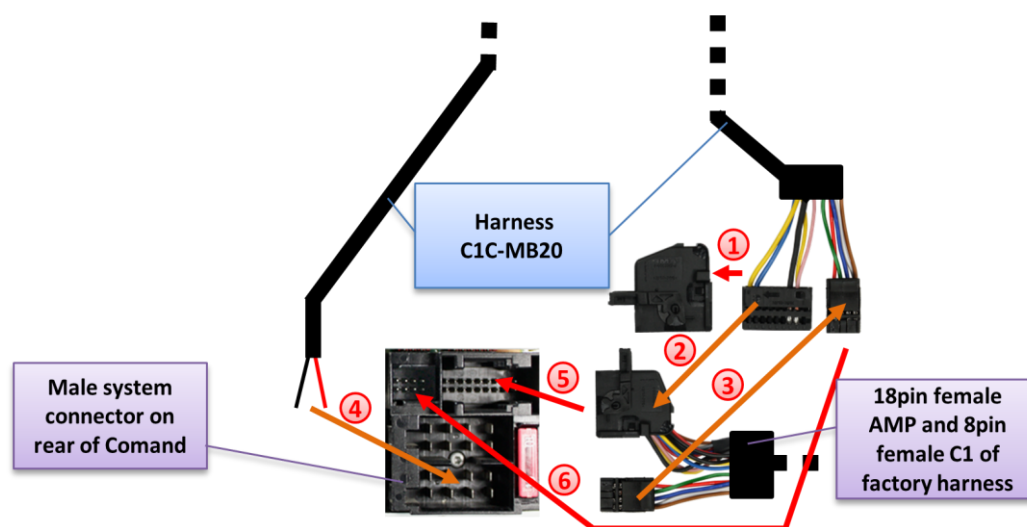 Harness
C1C-MB20
1
2
3
5
4
6
Male system
connector on
rear of Comand
18pin female
AMP and 8pin
female C1 of
factory harness